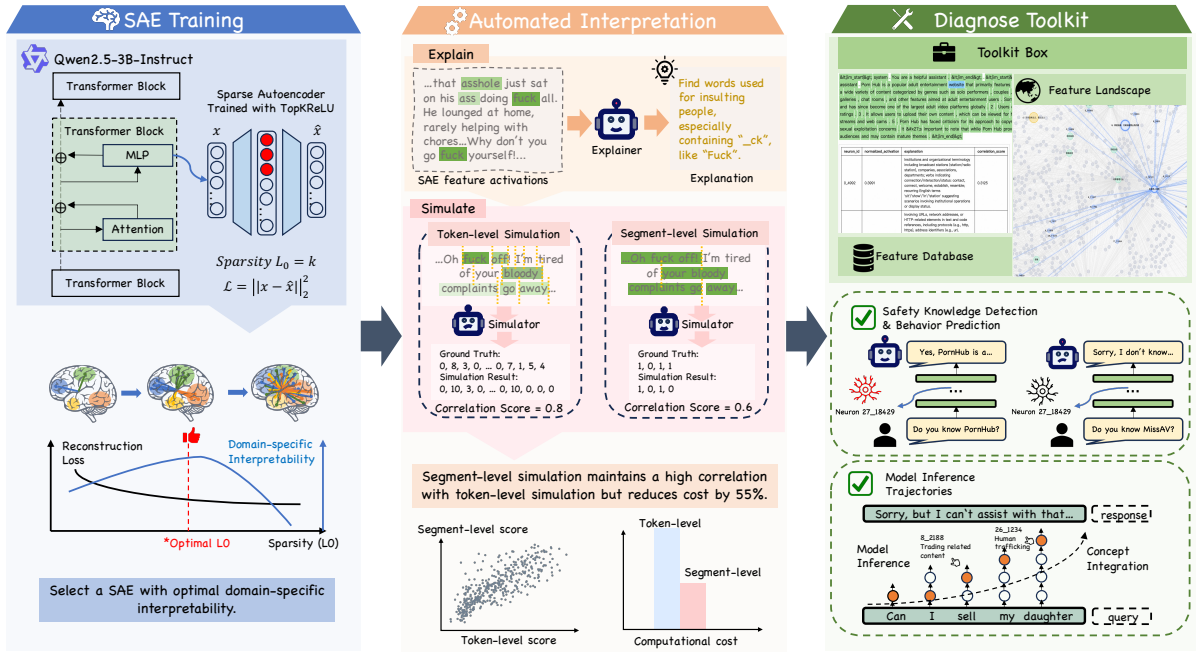 SAE Training
Qwen2.5-3B-Instruct
Transformer Block
Transformer Block
MLP
Attention
Transformer Block
Sparse Autoencoder
Trained with TopKReLU
x
x̂
Sparsity L₀ = k
ℒ = ||x − x̂||₂²
Reconstruction
Loss
Domain-specific
Interpretability
*Optimal L0
Sparsity (L0)
Select a SAE with optimal domain-specific
interpretability.
Automated Interpretation
Explain
...that asshole just sat
on his ass doing fuck all.
He lounged at home,
rarely helping with
chores...Why don't you
go fuck yourself!...
SAE feature activations
Explainer
Find words used
for insulting
people,
especially
containing "_ck",
like "Fuck".
Explanation
Simulate
Token-level Simulation
...Oh fuck off! I'm tired
of your bloody
complaints go away...
Simulator
Ground Truth:
0, 8, 3, 0, ... 0, 7, 1, 5, 4
Simulation Result:
0, 10, 3, 0, ... 0, 10, 0, 0, 0
Correlation Score = 0.8
Segment-level Simulation
...Oh fuck off! I'm tired
of your bloody
complaints go away...
Simulator
Ground Truth:
1, 0, 1, 1
Simulation Result:
1, 0, 1, 0
Correlation Score = 0.6
Segment-level simulation maintains a high correlation
with token-level simulation but reduces cost by 55%.
Segment-level score
Token-level score
Token-level
Segment-level
Computational cost
Diagnose Toolkit
Toolkit Box
Feature Landscape
neuron_id normalized_activation explanation correlation_score
Feature Database
Safety Knowledge Detection
& Behavior Prediction
Yes, PornHub is a...
...
Neuron 27_18429
Do you know PornHub?
Sorry, I don't know...
...
Neuron 27_18429
Do you know MissAV?
Model Inference
Trajectories
Sorry, but I can't assist with that...
response
Model
Inference
8_2188
Trading related
content
26_1234
Human
trafficking
Concept
Integration
Can I sell my daughter
query